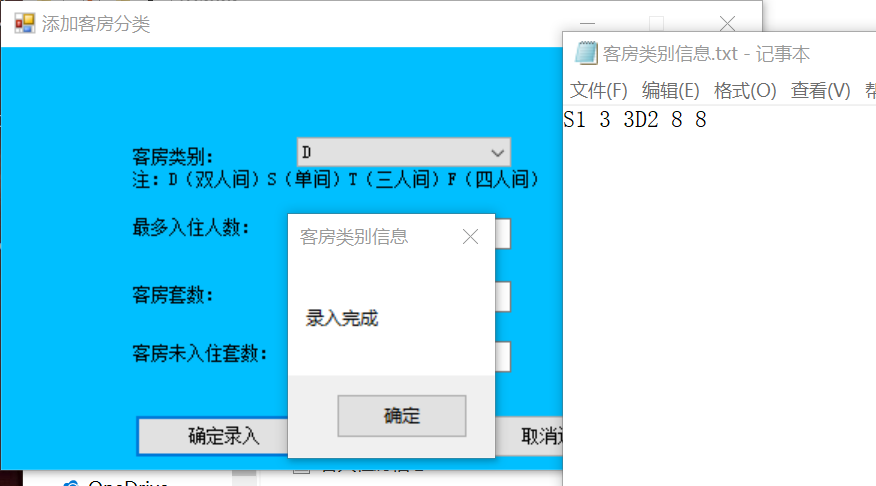 添加客房分类
客房类别:
D
注: D（双人间）S（单间）T（三人间）F（四人间）
最多入住人数:
客房套数:
客房未入住套数:
确定录入
取消
客房类别信息
录入完成
确定
客房类别信息.txt - 记事本
文件(F) 编辑(E) 格式(O) 查看(V) 帮
S1 3 3D2 8 8
OneDrive